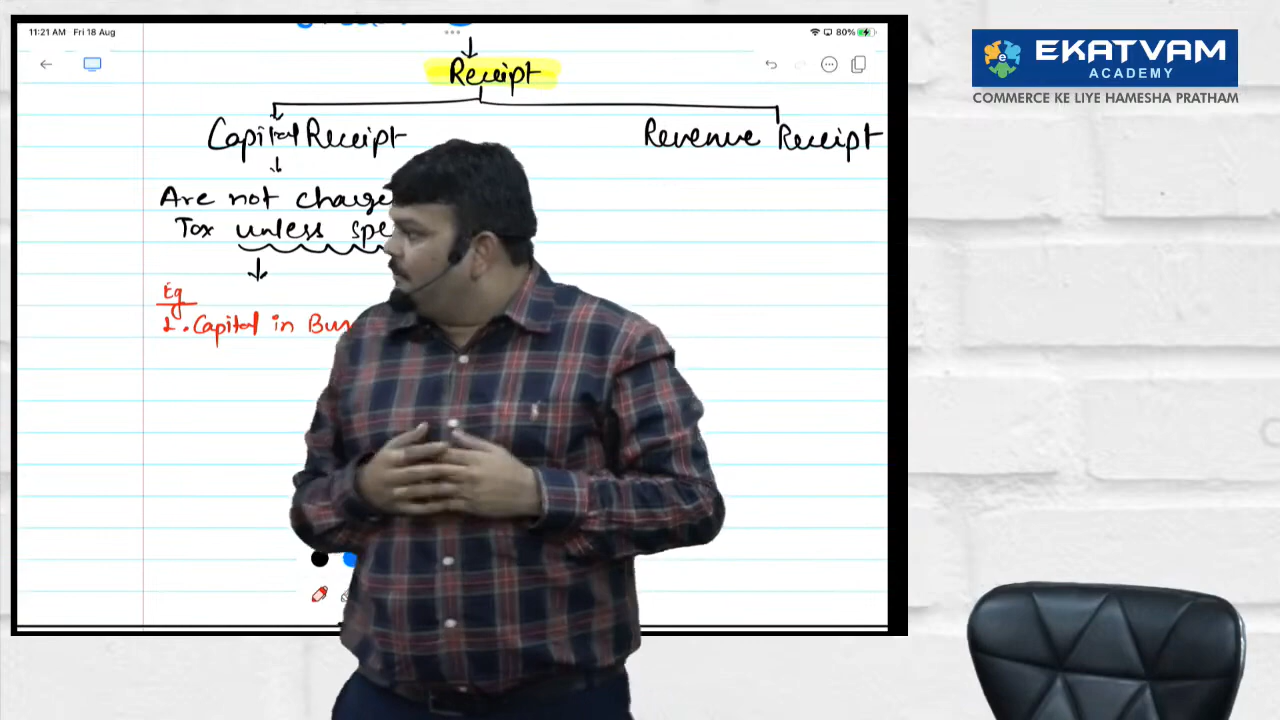 11:21 AM Fri 18 Aug
80%
EKATVAM
ACADEMY
COMMERCE KE LIYE HAMESHA PRATHAM
Receipt
Capital Receipt
Revenue Receipt
Are not charge
Tax unless spe
Eg
1. Capital in Bus